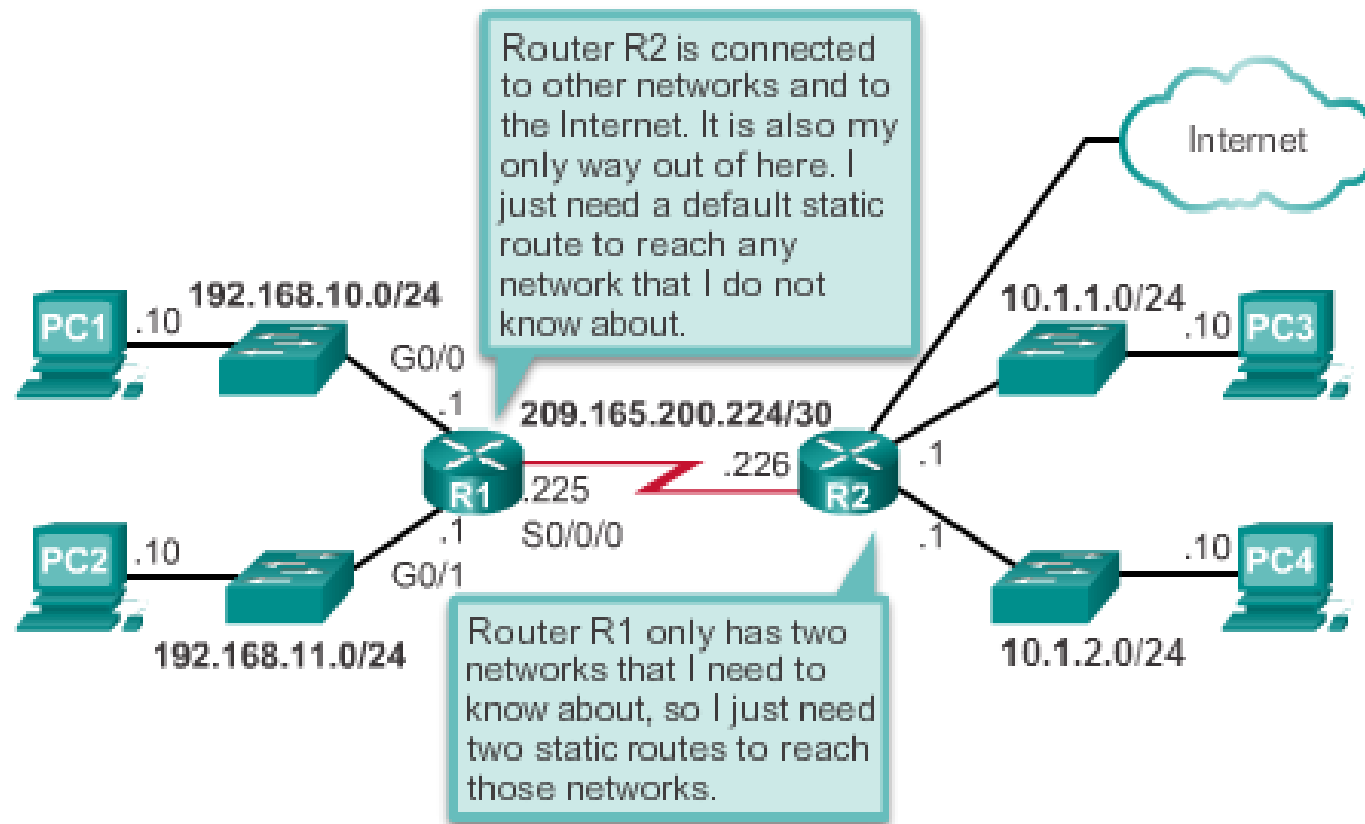 Router R2 is connected
to other networks and to
the Internet. It is also my
only way out of here. I
just need a default static
route to reach any
network that I do not
know about.
Internet
192.168.10.0/24
PC1
.10
G0/0
.1
10.1.1.0/24
.10
PC3
209.165.200.224/30
R1
.225
S0/0/0
.226
R2
.1
.1
G0/1
PC2
.10
192.168.11.0/24
.1
.10
PC4
10.1.2.0/24
Router R1 only has two
networks that I need to
know about, so I just need
two static routes to reach
those networks.